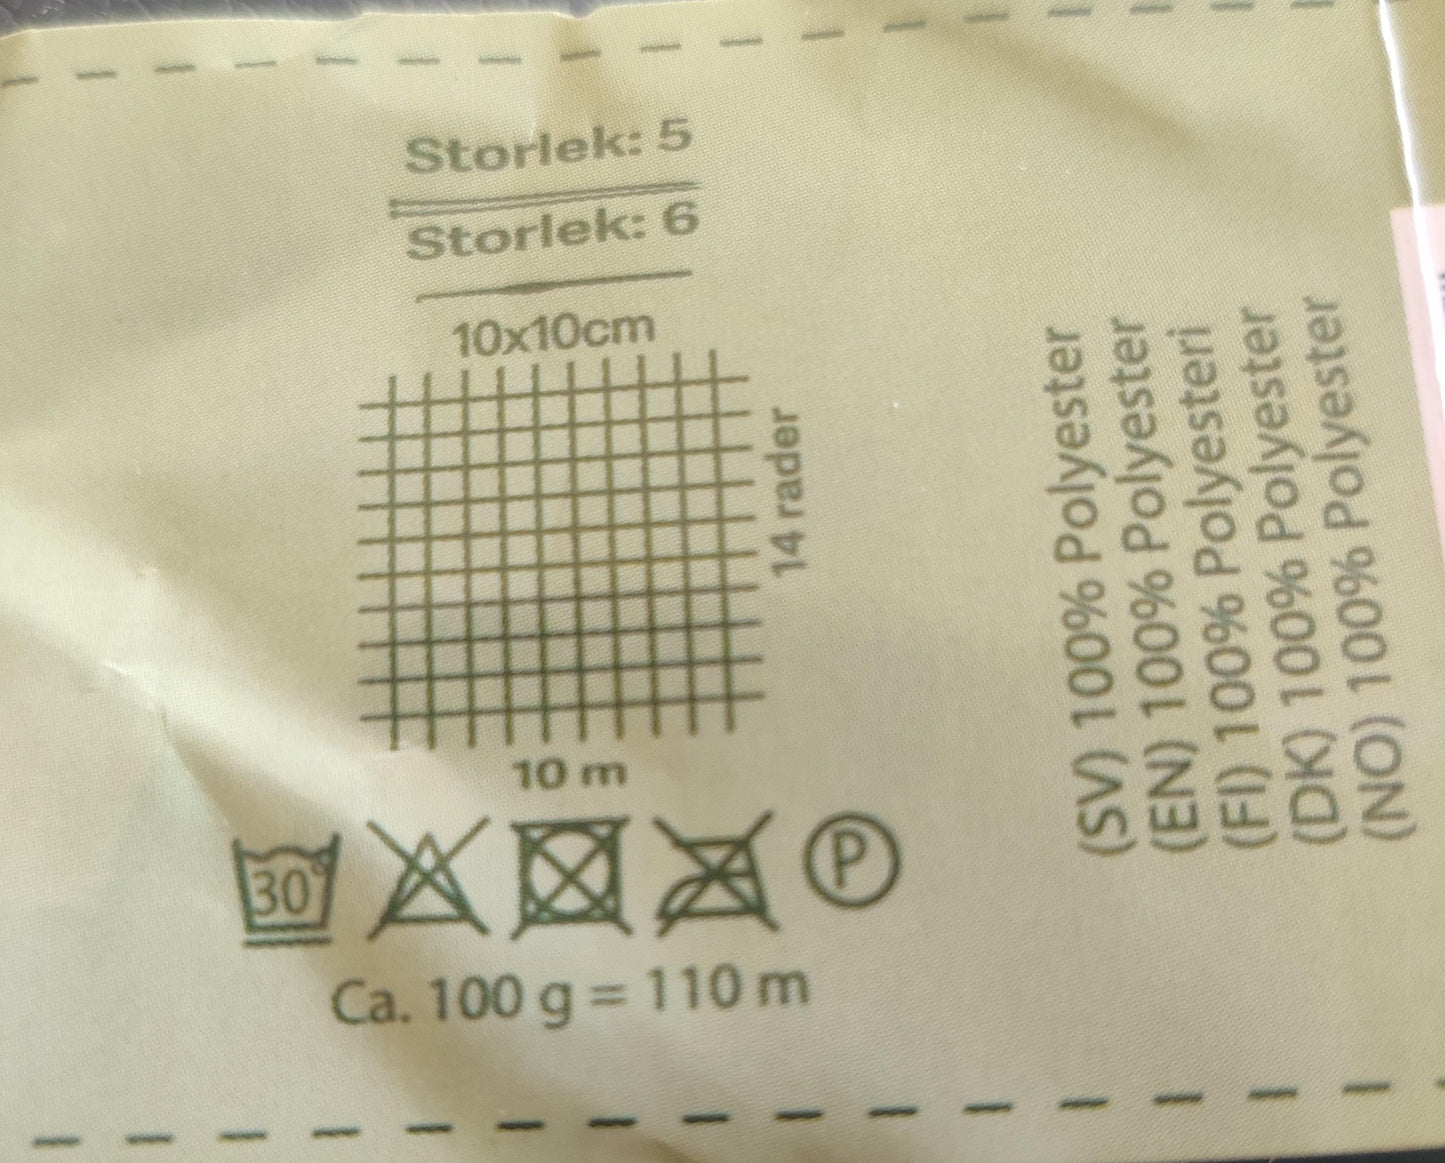 Storlek: 5
Storlek: 6
10x10cm
14 rader
10 m
30°
P
Ca. 100 g = 110 m
(SV) 100% Polyester
(EN) 100% Polyester
(FI) 100% Polyesteri
(DK) 100% Polyester
(NO) 100% Polyester